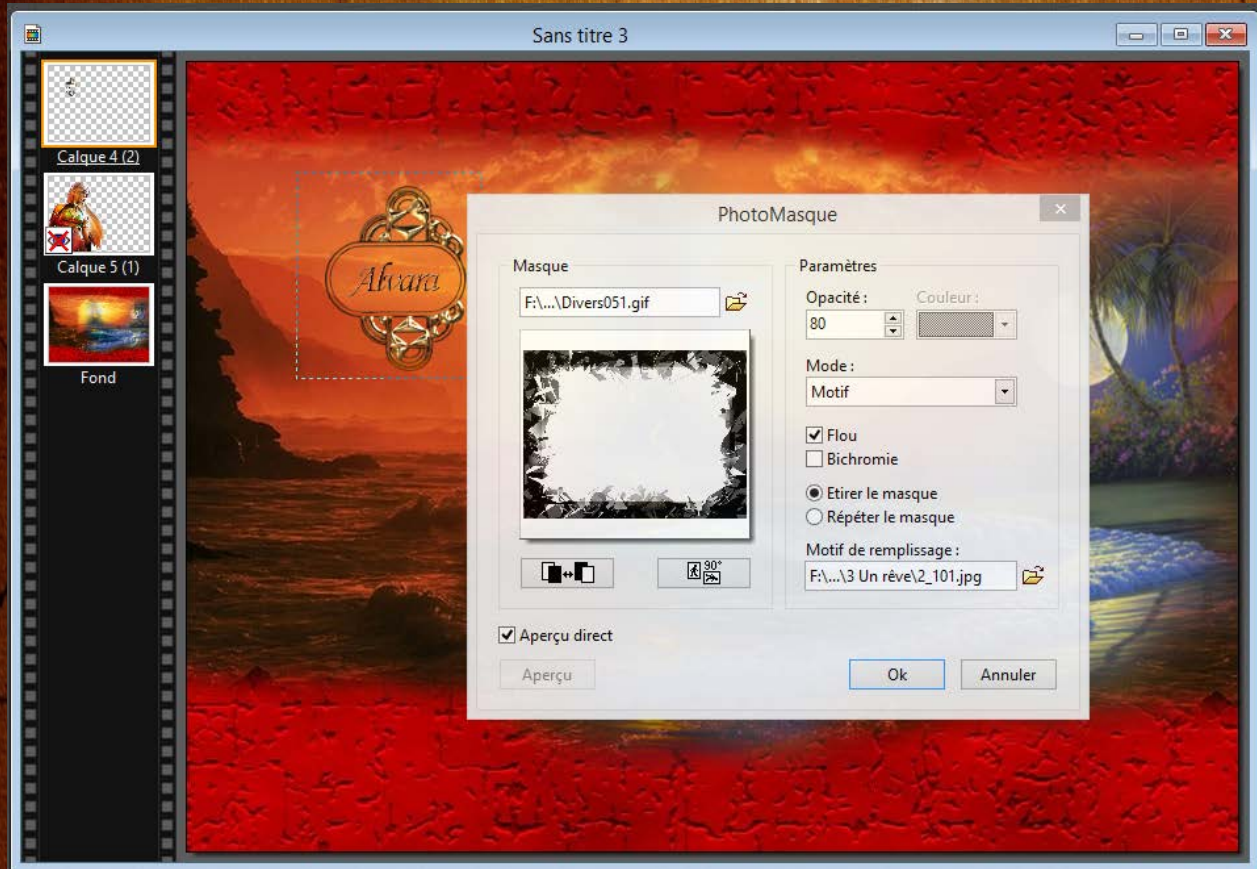 Sans titre 3
Calque 4 (2)
Calque 5 (1)
Fond
Alvara
PhotoMasque
Masque
F:\...\Divers051.gif
90°
Aperçu direct
Aperçu
Paramètres
Opacité :
Couleur :
80
Mode :
Motif
Flou
Bichromie
Etirer le masque
Répéter le masque
Motif de remplissage :
F:\...\3 Un rêve\2_101.jpg
Ok
Annuler